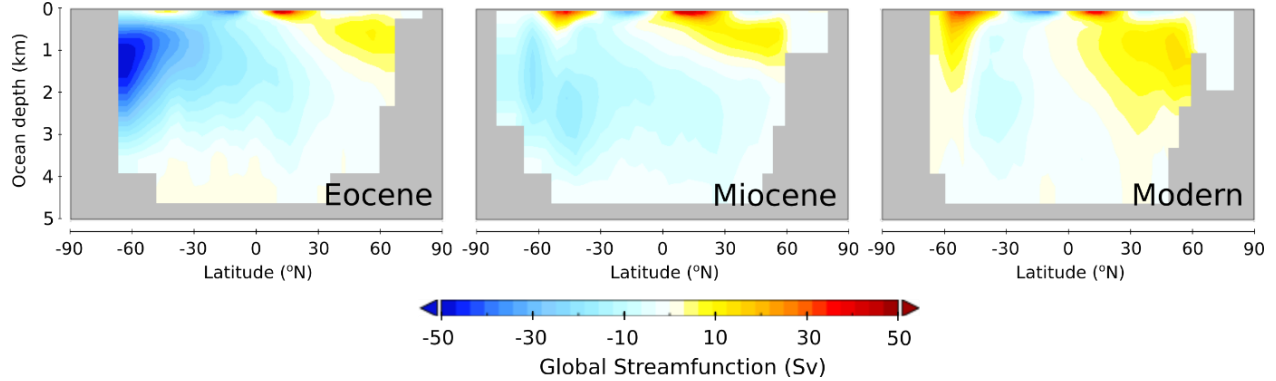 0
1
2
3
4
5
Ocean depth (km)
Eocene
Miocene
Modern
-90 -60 -30 0 30 60 90
-90 -60 -30 0 30 60 90
-90 -60 -30 0 30 60 90
Latitude (°N)
Latitude (°N)
Latitude (°N)
-50 -30 -10 10 30 50
Global Streamfunction (Sv)